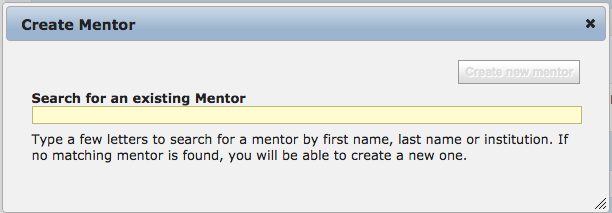 Create Mentor
Create new mentor
Search for an existing Mentor
Type a few letters to search for a mentor by first name, last name or institution. If
no matching mentor is found, you will be able to create a new one.